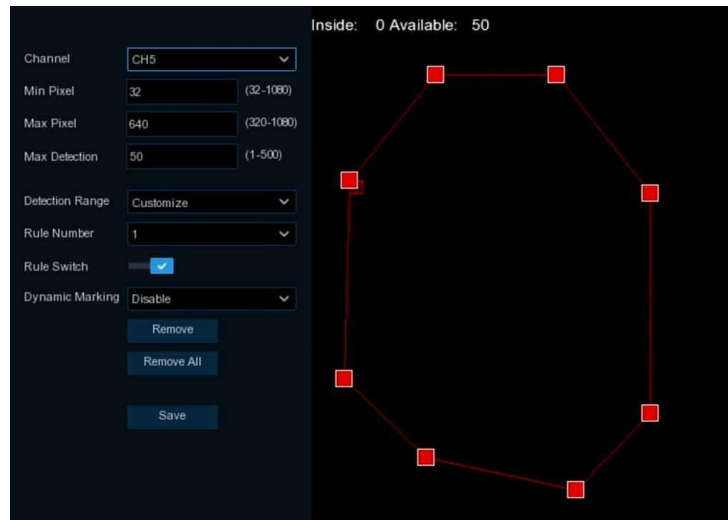 Inside: 0 Available: 50
Channel CH5
Min Pixel 32 (32~1080)
Max Pixel 640 (320~1080)
Max Detection 50 (1~500)
Detection Range Customize
Rule Number 1
Rule Switch
Dynamic Marking Disable
Remove
Remove All
Save